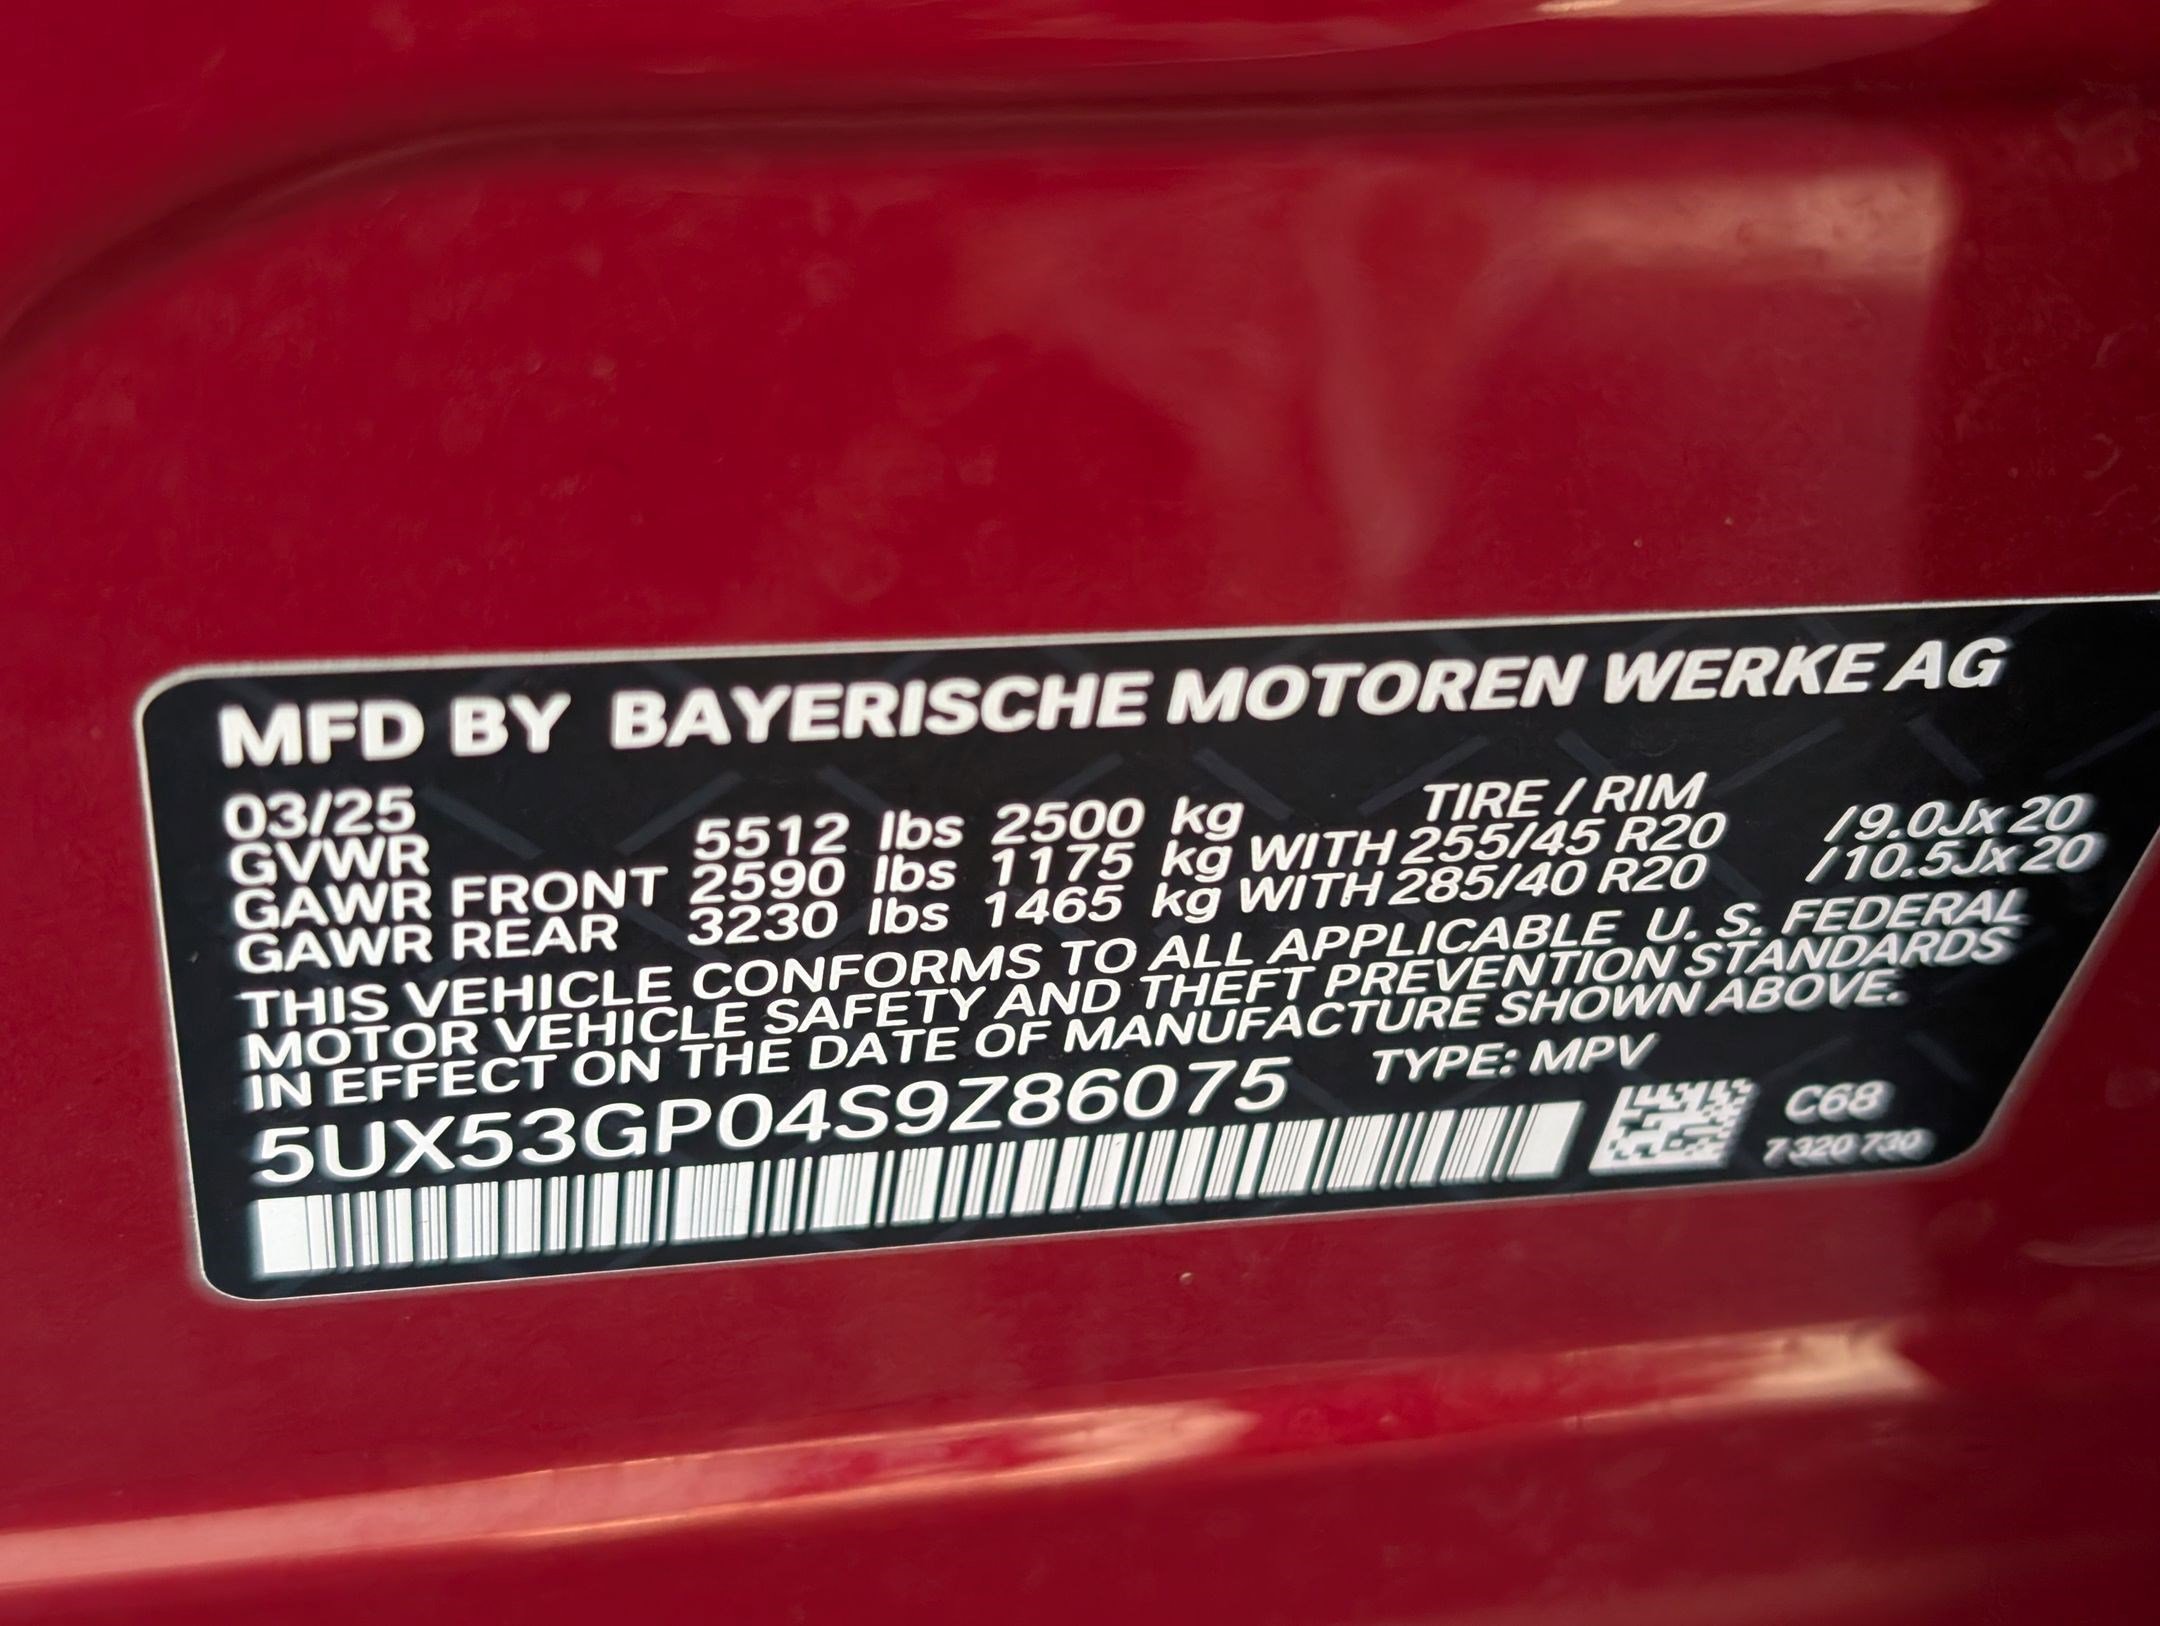 MFD BY BAYERISCHE MOTOREN WERKE AG
03/25 TIRE / RIM
GVWR 5512 lbs 2500 kg
GAWR FRONT 2590 lbs 1175 kg WITH 255/45 R20 /9.0Jx20
GAWR REAR 3230 lbs 1465 kg WITH 285/40 R20 /10.5Jx20
THIS VEHICLE CONFORMS TO ALL APPLICABLE U. S. FEDERAL
MOTOR VEHICLE SAFETY AND THEFT PREVENTION STANDARDS
IN EFFECT ON THE DATE OF MANUFACTURE SHOWN ABOVE.
5UX53GP04S9Z86075 TYPE: MPV
C68
7 320 730